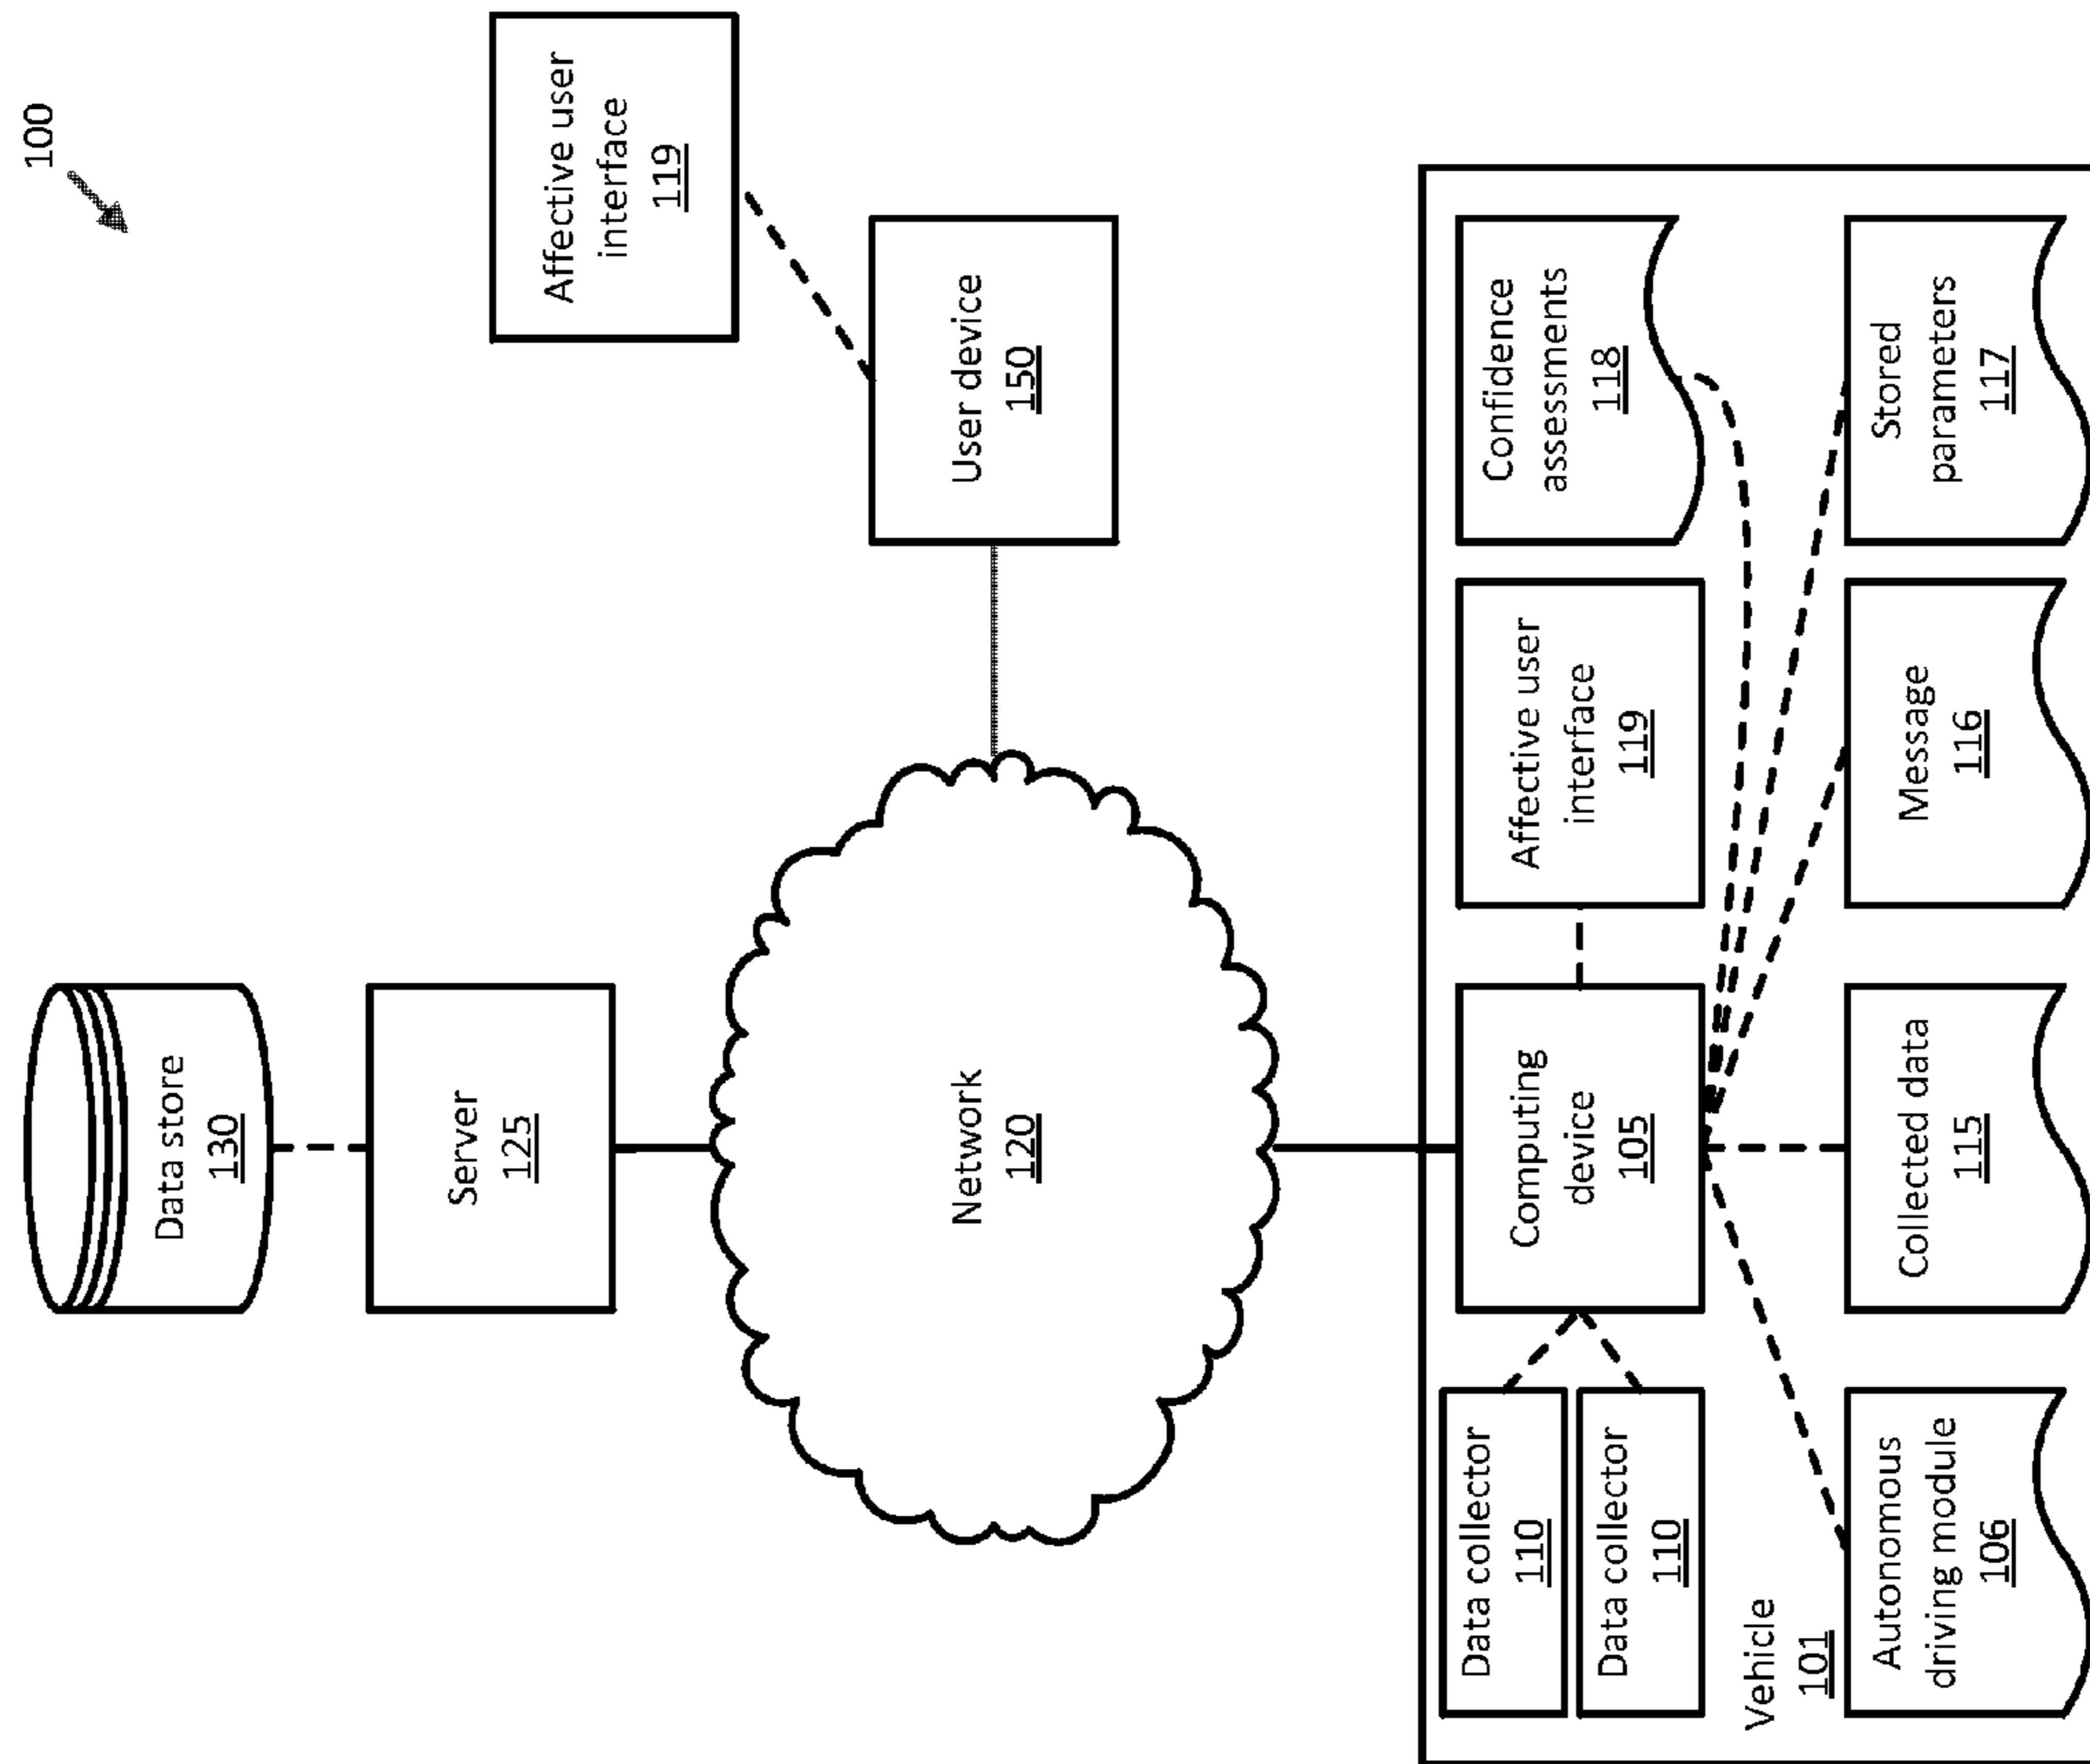 100
Data store
130
Server
125
Network
120
Affective user
interface
119
User device
150
Data collector
110
Data collector
110
Computing
device
105
Affective user
interface
119
Confidence
assessments
118
Vehicle
101
Autonomous
driving module
106
Collected data
115
Message
116
Stored
parameters
117